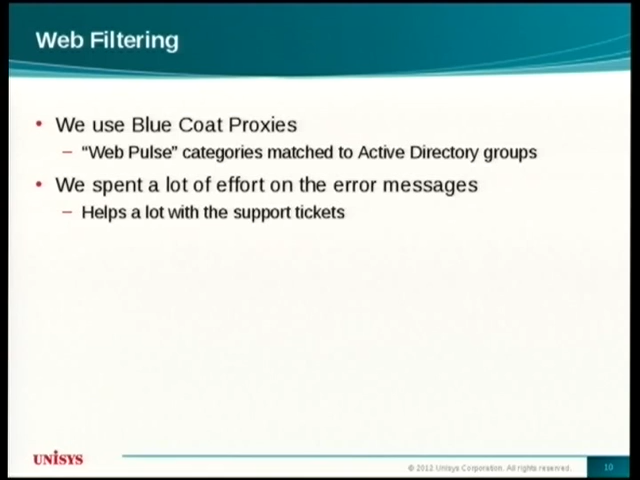 Web Filtering
• We use Blue Coat Proxies
– “Web Pulse” categories matched to Active Directory groups
• We spent a lot of effort on the error messages
– Helps a lot with the support tickets
UNISYS
© 2012 Unisys Corporation. All rights reserved.
10